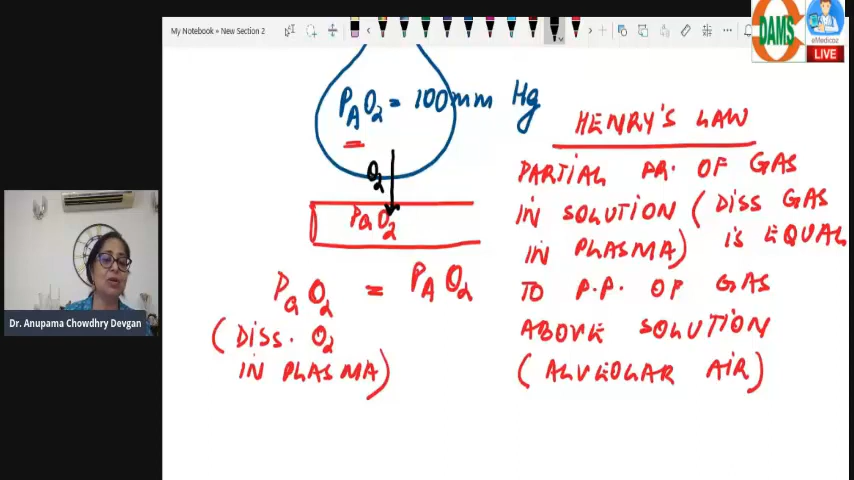 My Notebook » New Section 2
DAMS
eMedicoz
LIVE
PAO2 = 100mm Hg
O2
PaO2
PaO2 = PAO2
(DISS. O2
IN PLASMA)
HENRY'S LAW
PARTIAL PR. OF GAS
IN SOLUTION (DISS GAS
IN PLASMA) IS EQUAL
TO P.P. OF GAS
ABOVE SOLUTION
(ALVEOLAR AIR)
Dr. Anupama Chowdhry Devgan